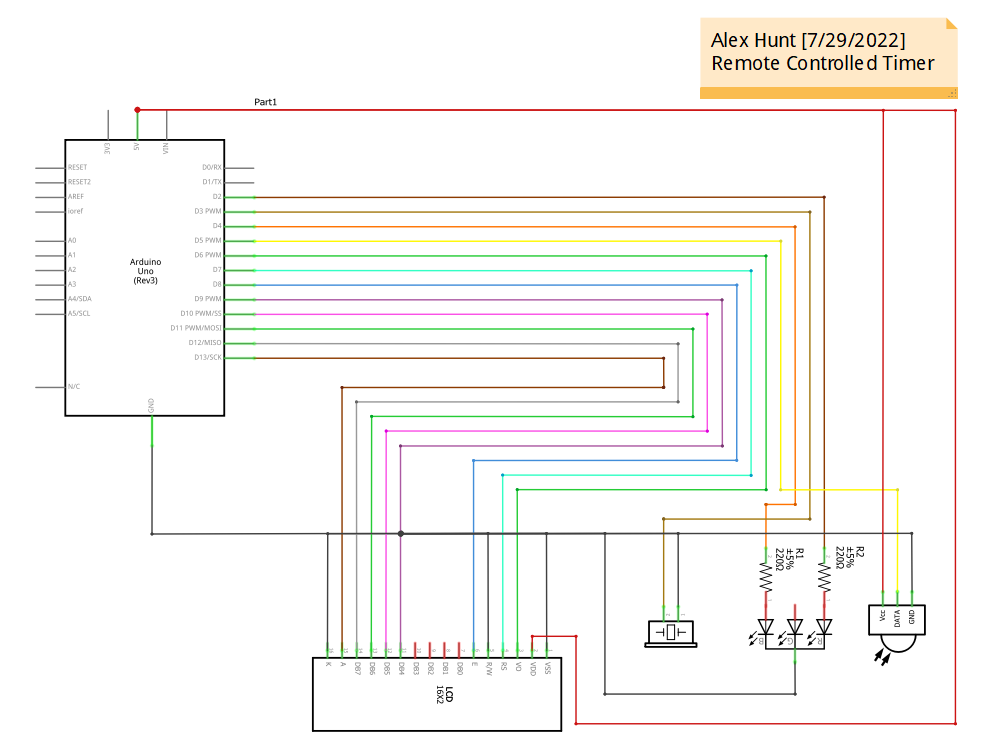 Alex Hunt [7/29/2022]
Remote Controlled Timer
Part1
3V3
5V
VIN
RESET
RESET2
AREF
ioref
A0
A1
A2
A3
A4/SDA
A5/SCL
N/C
D0/RX
D1/TX
D2
D3 PWM
D4
D5 PWM
D6 PWM
D7
D8
D9 PWM
D10 PWM/SS
D11 PWM/MOSI
D12/MISO
D13/SCK
Arduino
Uno
(Rev3)
GND
R1
±5%
220Ω
R2
±5%
220Ω
Vcc
DATA
GND
K
A
DB7
DB6
DB5
DB4
DB3
DB2
DB1
DB0
E
R/W
RS
VO
VDD
VSS
LCD
16X2